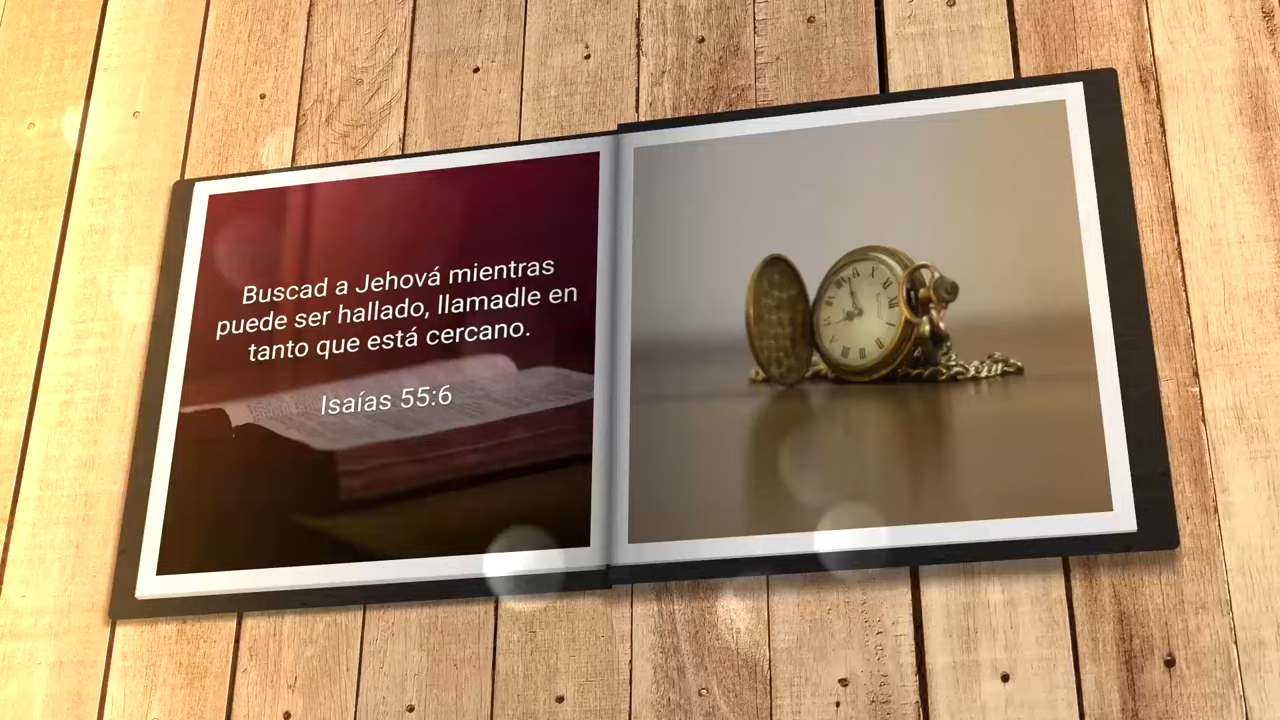 Buscad a Jehová mientras
puede ser hallado, llamadle en
tanto que está cercano.
Isaías 55:6